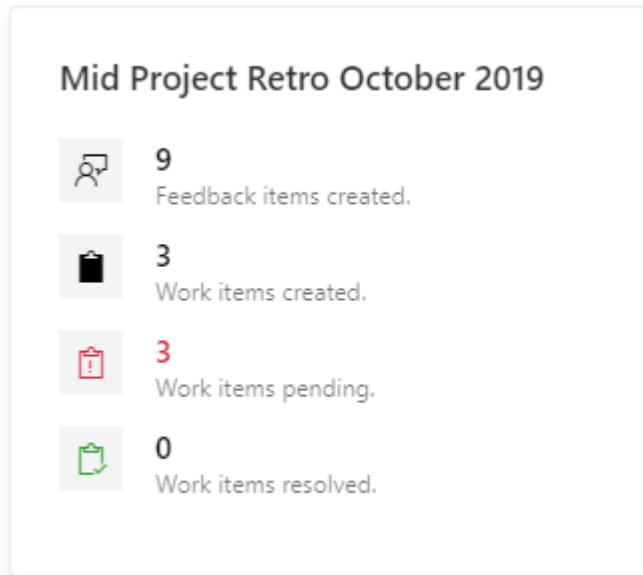 Mid Project Retro October 2019
9
Feedback items created.
3
Work items created.
3
Work items pending.
0
Work items resolved.